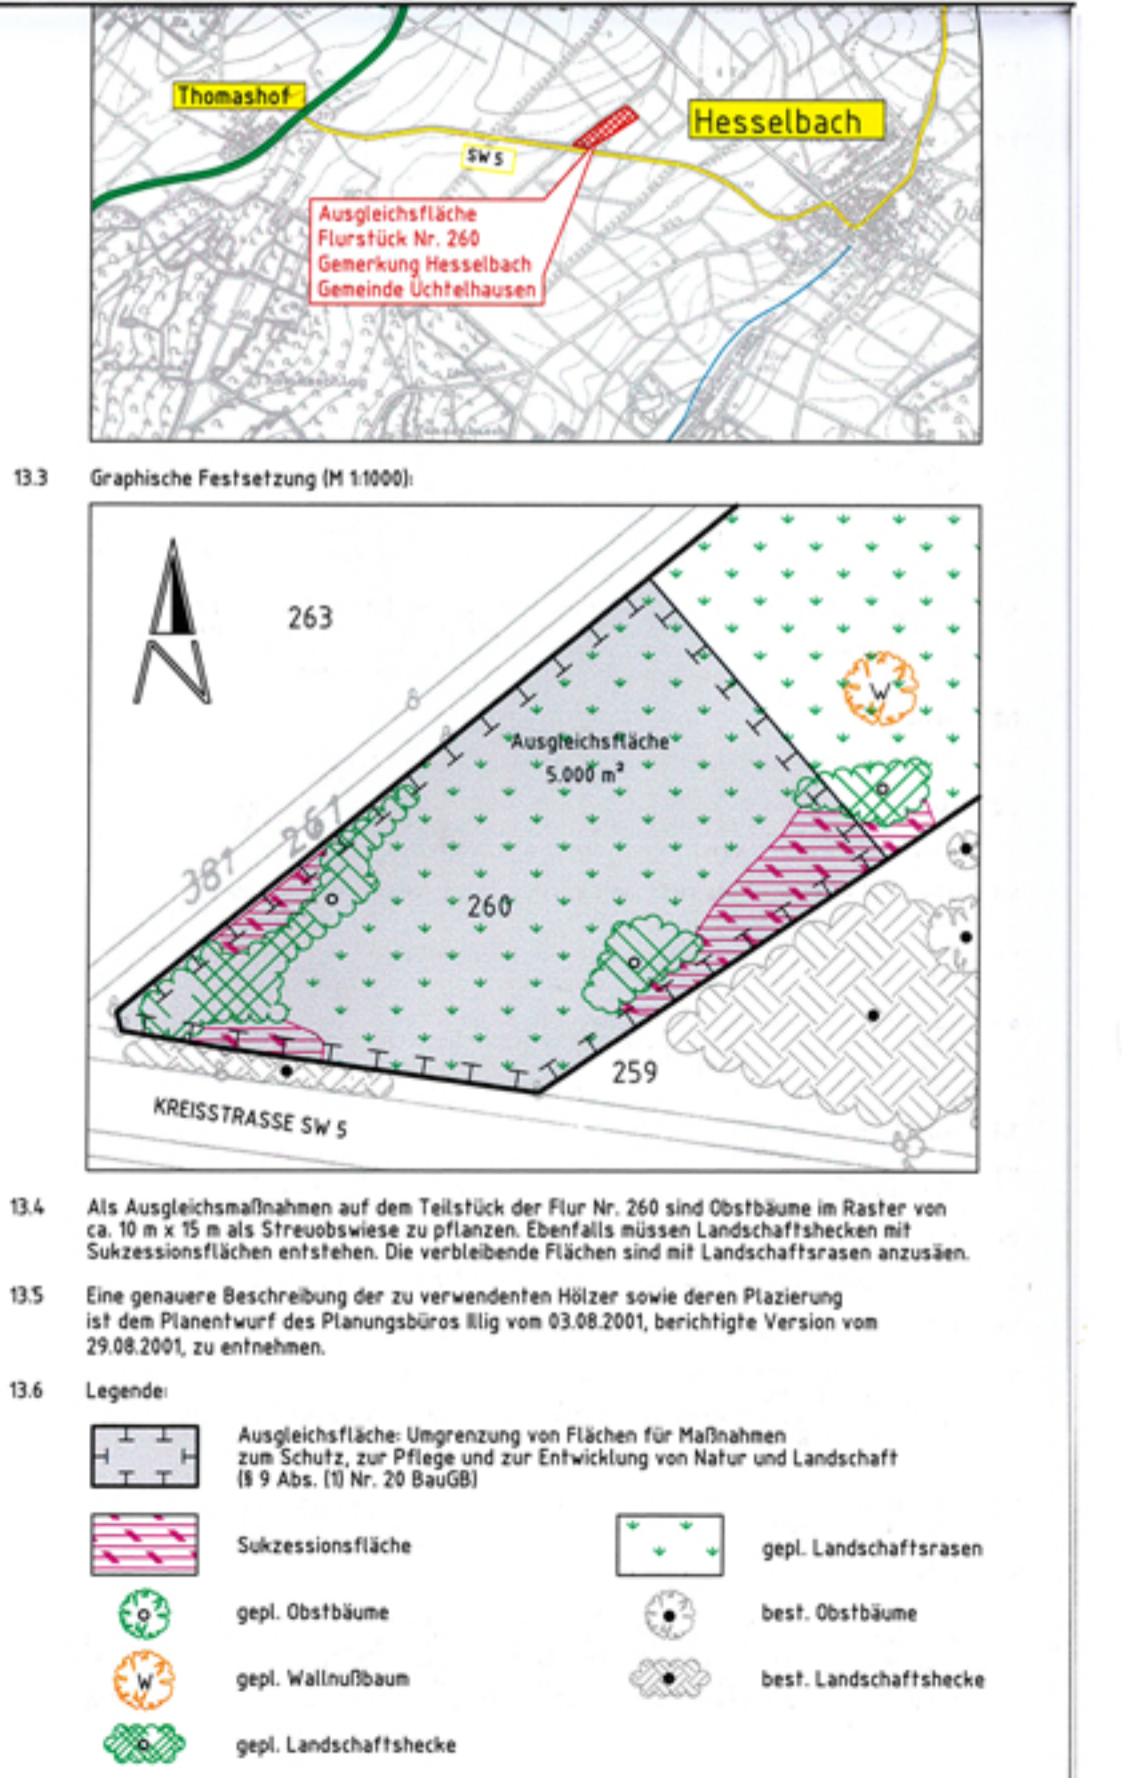 Thomashof
Hesselbach
SW 5
Ausgleichsfläche
Flurstück Nr. 260
Gemerkung Hesselbach
Gemeinde Üchtelhausen
13.3 Graphische Festsetzung (M 1:1000):
263
N
Ausgleichsfläche
5.000 m²
W
261
381
260
259
KREISSTRASSE SW 5
13.4 Als Ausgleichsmaßnahmen auf dem Teilstück der Flur Nr. 260 sind Obstbäume im Raster von
ca. 10 m x 15 m als Streuobswiese zu pflanzen. Ebenfalls müssen Landschaftshecken mit
Sukzessionsflächen entstehen. Die verbleibende Flächen sind mit Landschaftsrasen anzusäen.
13.5 Eine genauere Beschreibung der zu verwendenten Hölzer sowie deren Plazierung
ist dem Planentwurf des Planungsbüros Illig vom 03.08.2001, berichtigte Version vom
29.08.2001, zu entnehmen.
13.6 Legende:
Ausgleichsfläche: Umgrenzung von Flächen für Maßnahmen
zum Schutz, zur Pflege und zur Entwicklung von Natur und Landschaft
(§ 9 Abs. (1) Nr. 20 BauGB)
Sukzessionsfläche
gepl. Landschaftsrasen
gepl. Obstbäume
best. Obstbäume
W
gepl. Wallnußbaum
best. Landschaftshecke
gepl. Landschaftshecke